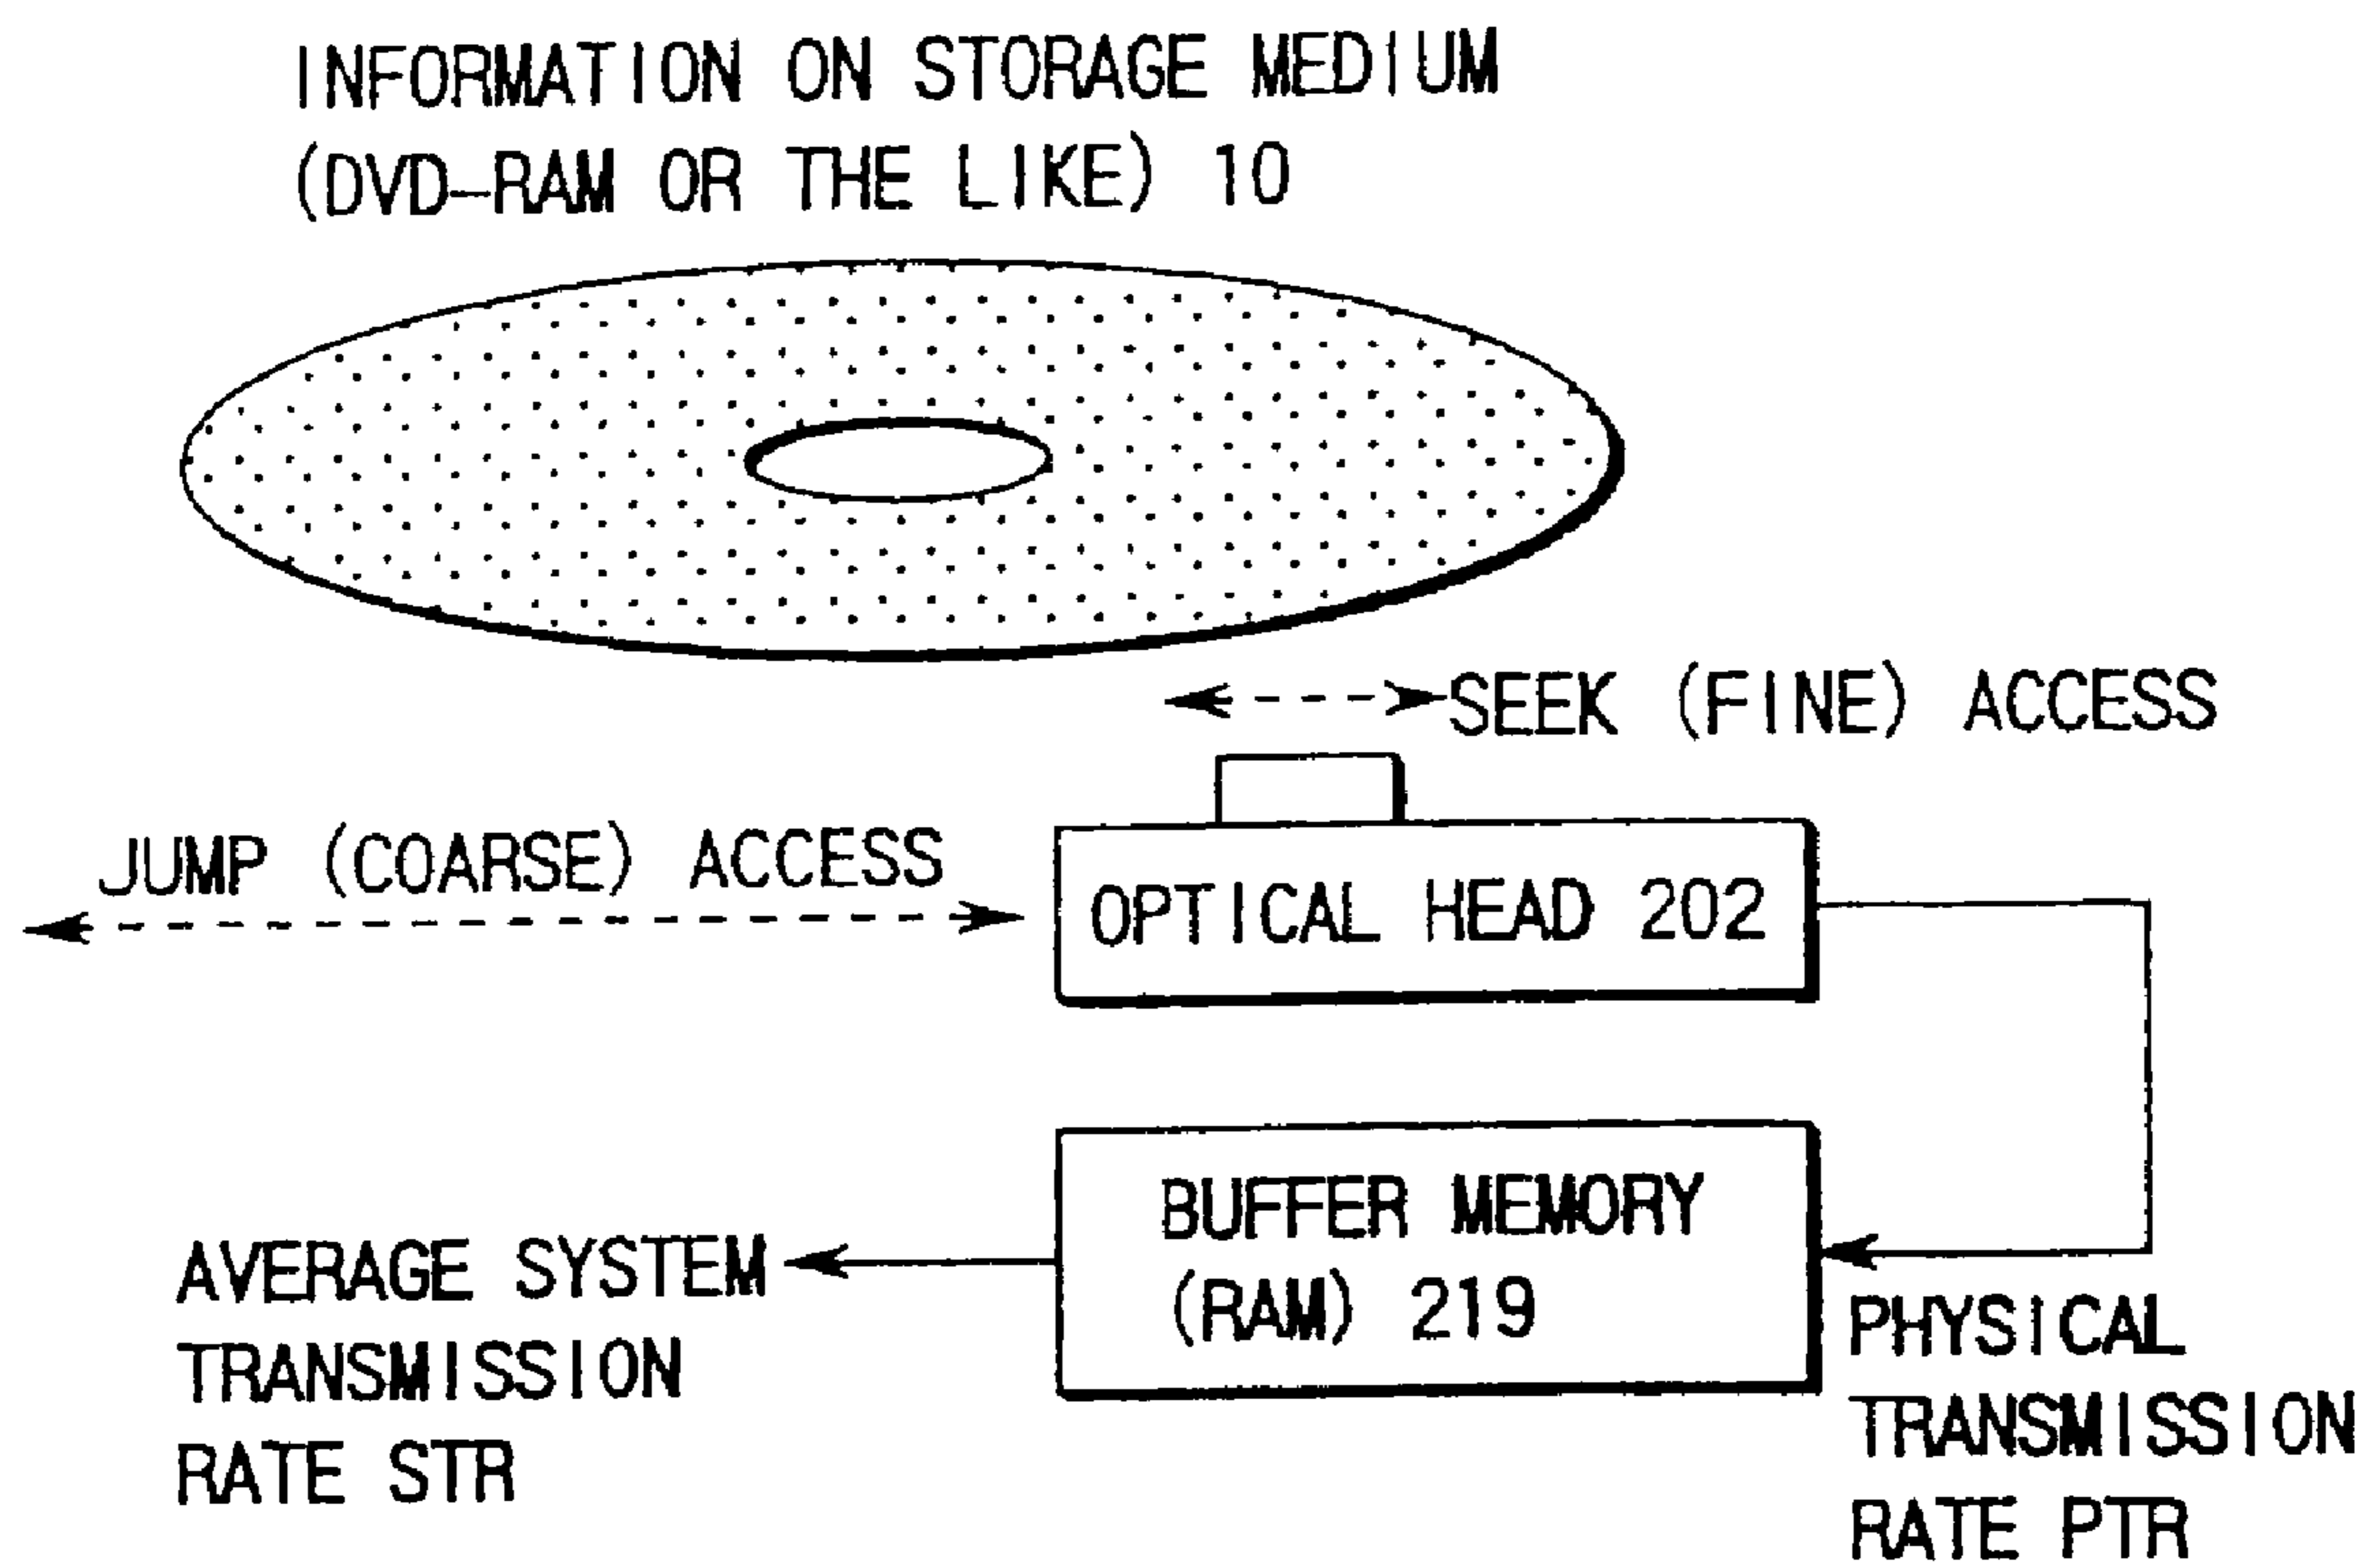 INFORMATION ON STORAGE MEDIUM
(DVD-RAM OR THE LIKE) 10
SEEK (FINE) ACCESS
JUMP (COARSE) ACCESS
OPTICAL HEAD 202
BUFFER MEMORY
(RAM) 219
AVERAGE SYSTEM
TRANSMISSION
RATE STR
PHYSICAL
TRANSMISSION
RATE PTR